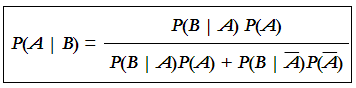 P(A | B) = P(B | A) P(A) / P(B | A)P(A) + P(B | A̅)P(A̅)